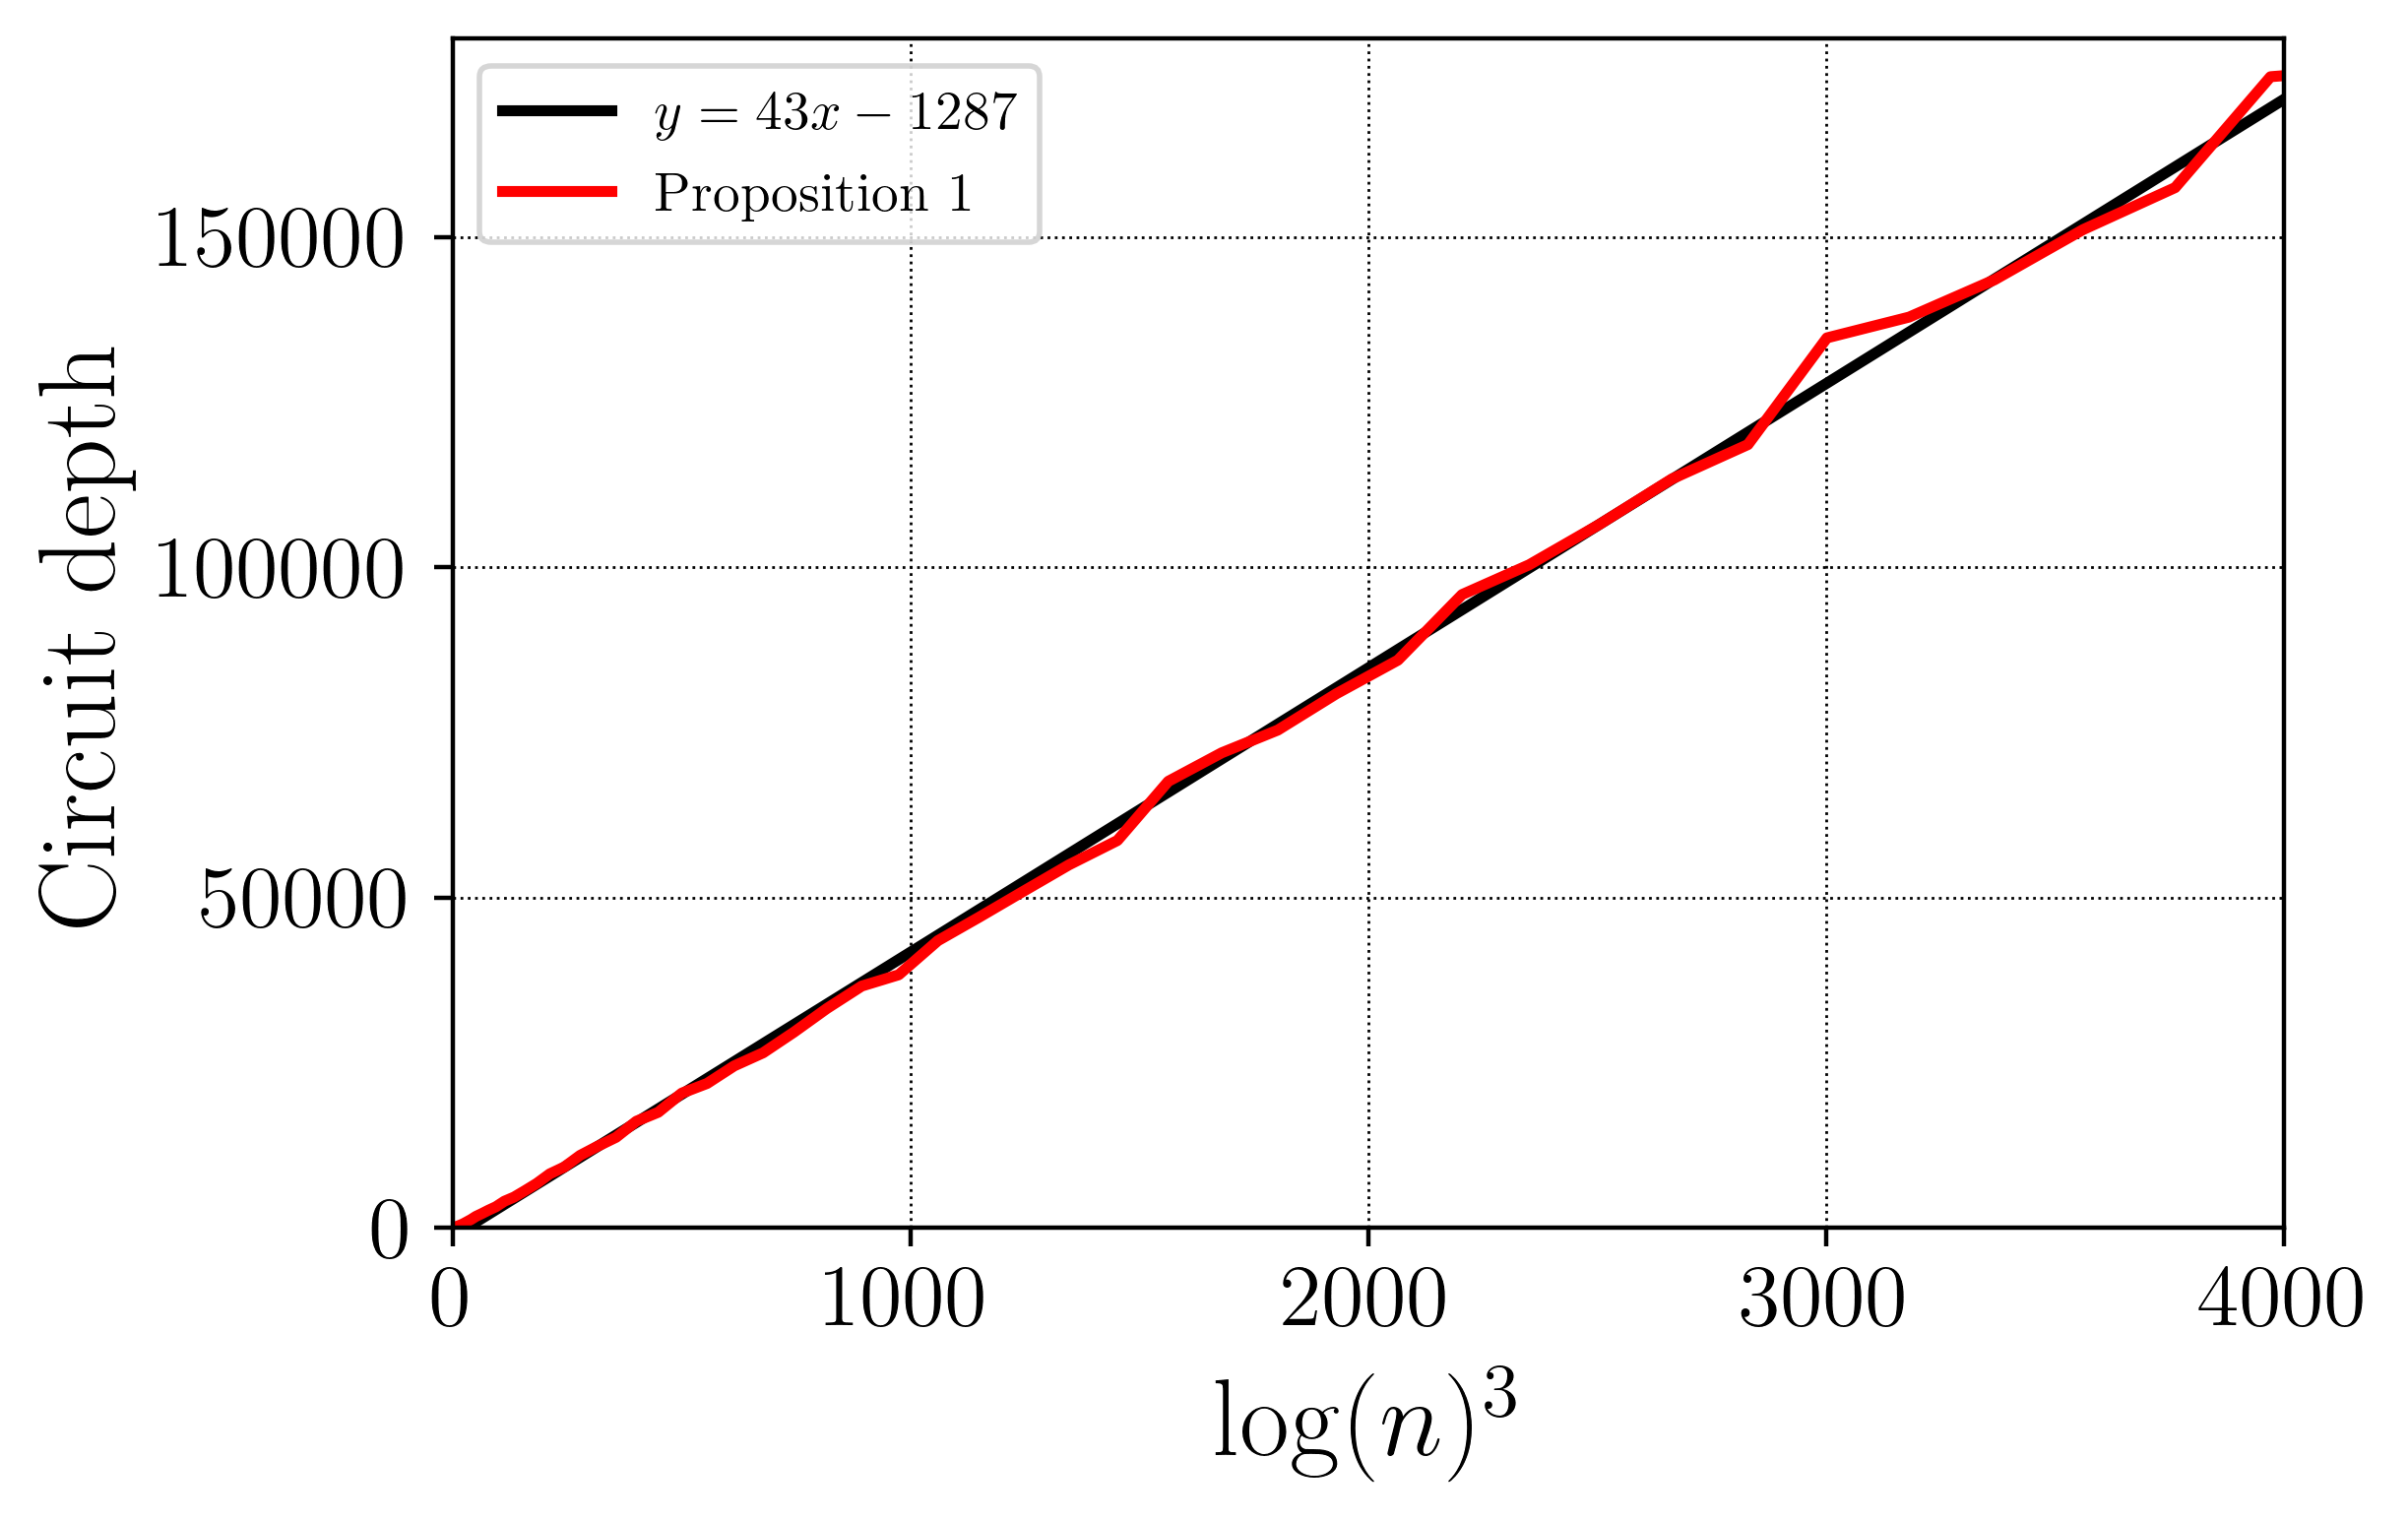 y = 43x − 1287
Proposition 1
Circuit depth
150000
100000
50000
0
0 1000 2000 3000 4000
log(n)³